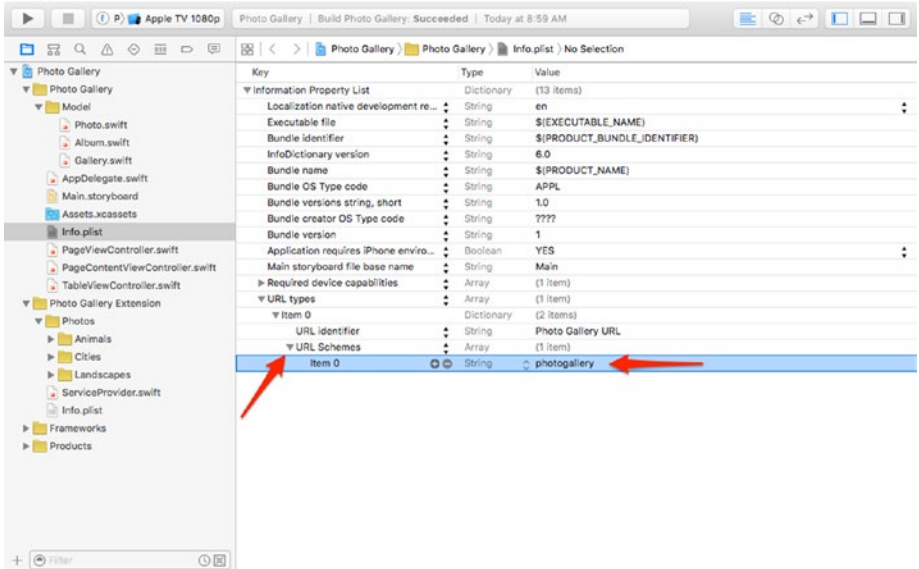 P) Apple TV 1080p
Photo Gallery | Build Photo Gallery: Succeeded | Today at 8:59 AM
Photo Gallery Photo Gallery Info.plist No Selection
Photo Gallery
Photo Gallery
Model
Photo.swift
Album.swift
Gallery.swift
AppDelegate.swift
Main.storyboard
Assets.xcassets
Info.plist
PageViewController.swift
PageContentViewController.swift
TableViewController.swift
Photo Gallery Extension
Photos
Animals
Cities
Landscapes
ServiceProvider.swift
Info.plist
Frameworks
Products
Filter
Key Type Value
Information Property List Dictionary (13 items)
Localization native development re... String en
Executable file String $(EXECUTABLE_NAME)
Bundle identifier String $(PRODUCT_BUNDLE_IDENTIFIER)
InfoDictionary version String 6.0
Bundle name String $(PRODUCT_NAME)
Bundle OS Type code String APPL
Bundle versions string, short String 1.0
Bundle creator OS Type code String ????
Bundle version String 1
Application requires iPhone enviro... Boolean YES
Main storyboard file base name String Main
Required device capabilities Array (1 item)
URL types Array (1 item)
Item 0 Dictionary (2 items)
URL identifier String Photo Gallery URL
URL Schemes Array (1 item)
Item 0 String photogallery